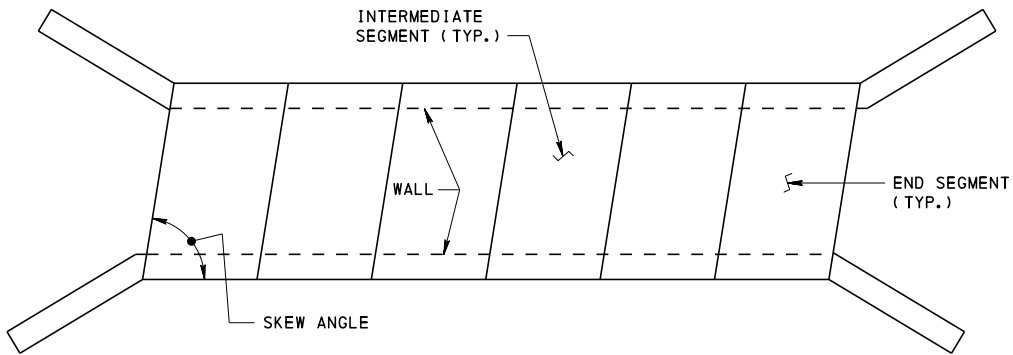 INTERMEDIATE
SEGMENT (TYP.)
WALL
END SEGMENT
(TYP.)
SKEW ANGLE